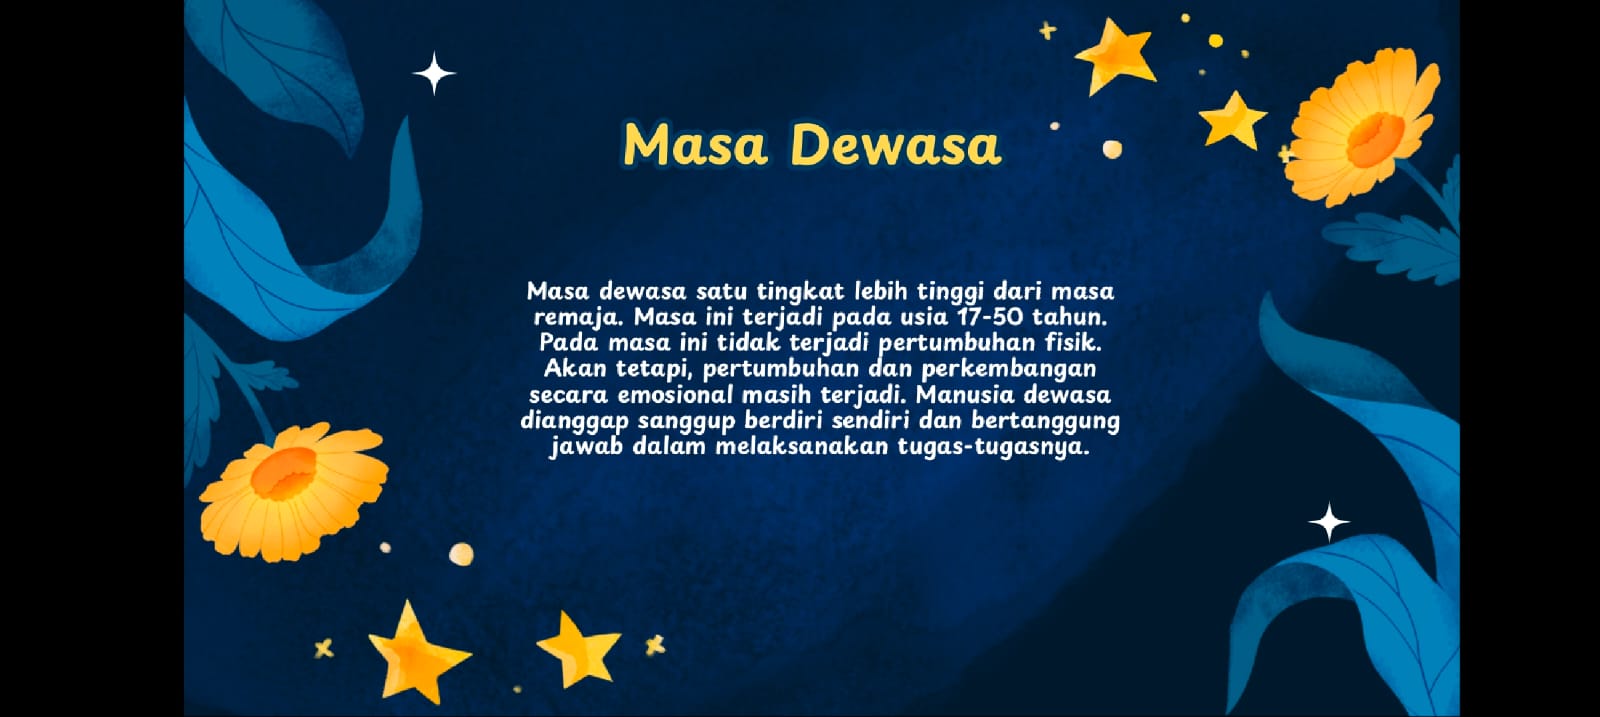 Masa Dewasa
Masa dewasa satu tingkat lebih tinggi dari masa
remaja. Masa ini terjadi pada usia 17-50 tahun.
Pada masa ini tidak terjadi pertumbuhan fisik.
Akan tetapi, pertumbuhan dan perkembangan
secara emosional masih terjadi. Manusia dewasa
dianggap sanggup berdiri sendiri dan bertanggung
jawab dalam melaksanakan tugas-tugasnya.